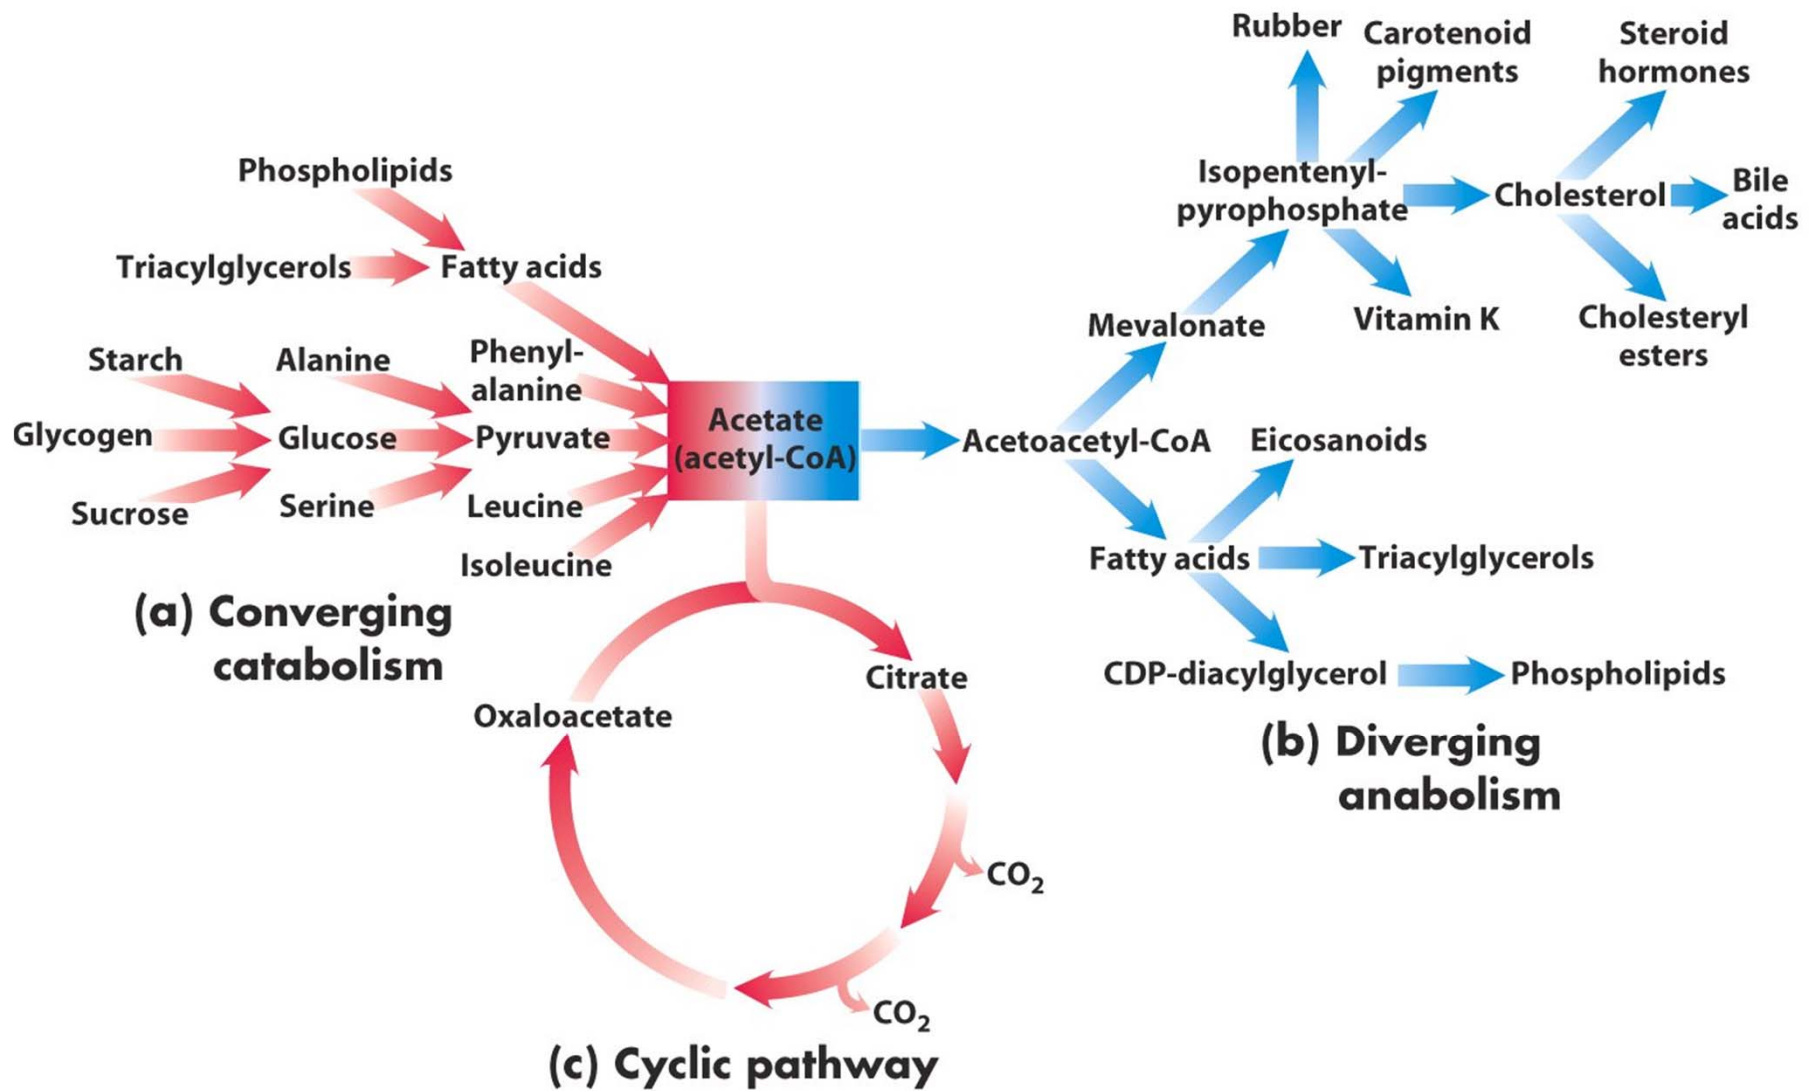 Rubber
Carotenoid
pigments
Steroid
hormones
Phospholipids
Isopentenyl-
pyrophosphate
Cholesterol
Bile
acids
Triacylglycerols
Fatty acids
Mevalonate
Vitamin K
Cholesteryl
esters
Starch
Alanine
Phenyl-
alanine
Glycogen
Glucose
Pyruvate
Acetate
(acetyl-CoA)
Acetoacetyl-CoA
Eicosanoids
Sucrose
Serine
Leucine
Isoleucine
Fatty acids
Triacylglycerols
(a) Converging
catabolism
Citrate
CDP-diacylglycerol
Phospholipids
Oxaloacetate
(b) Diverging
anabolism
CO2
CO2
(c) Cyclic pathway